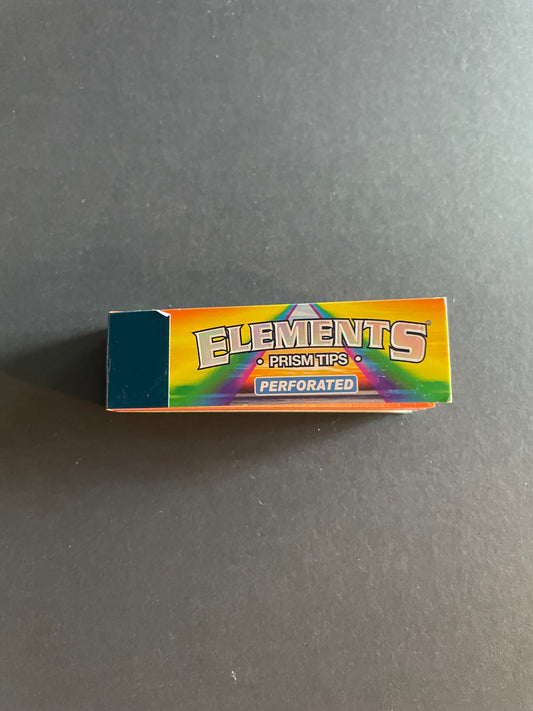 ELEMENTS®
• PRISM TIPS •
PERFORATED